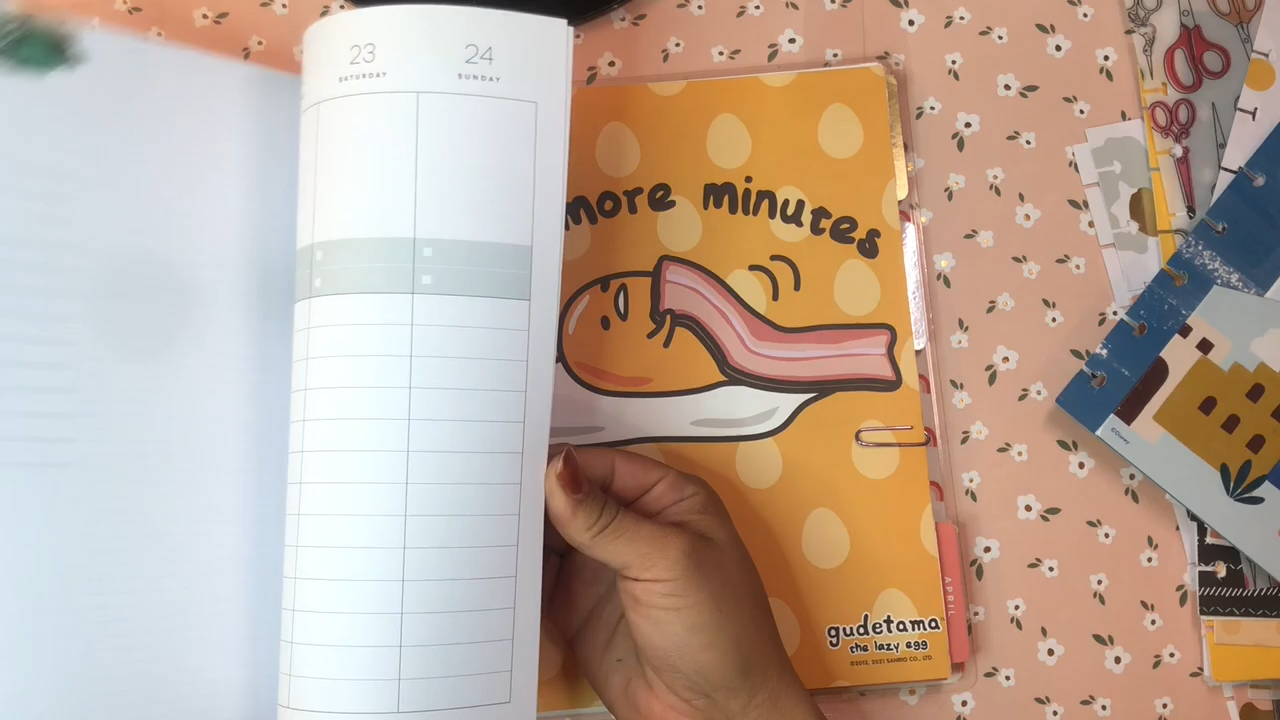 23
SATURDAY
24
SUNDAY
more minutes
APRIL
gudetama
the lazy egg
©2013, 2021 SANRIO CO., LTD.
©Disney